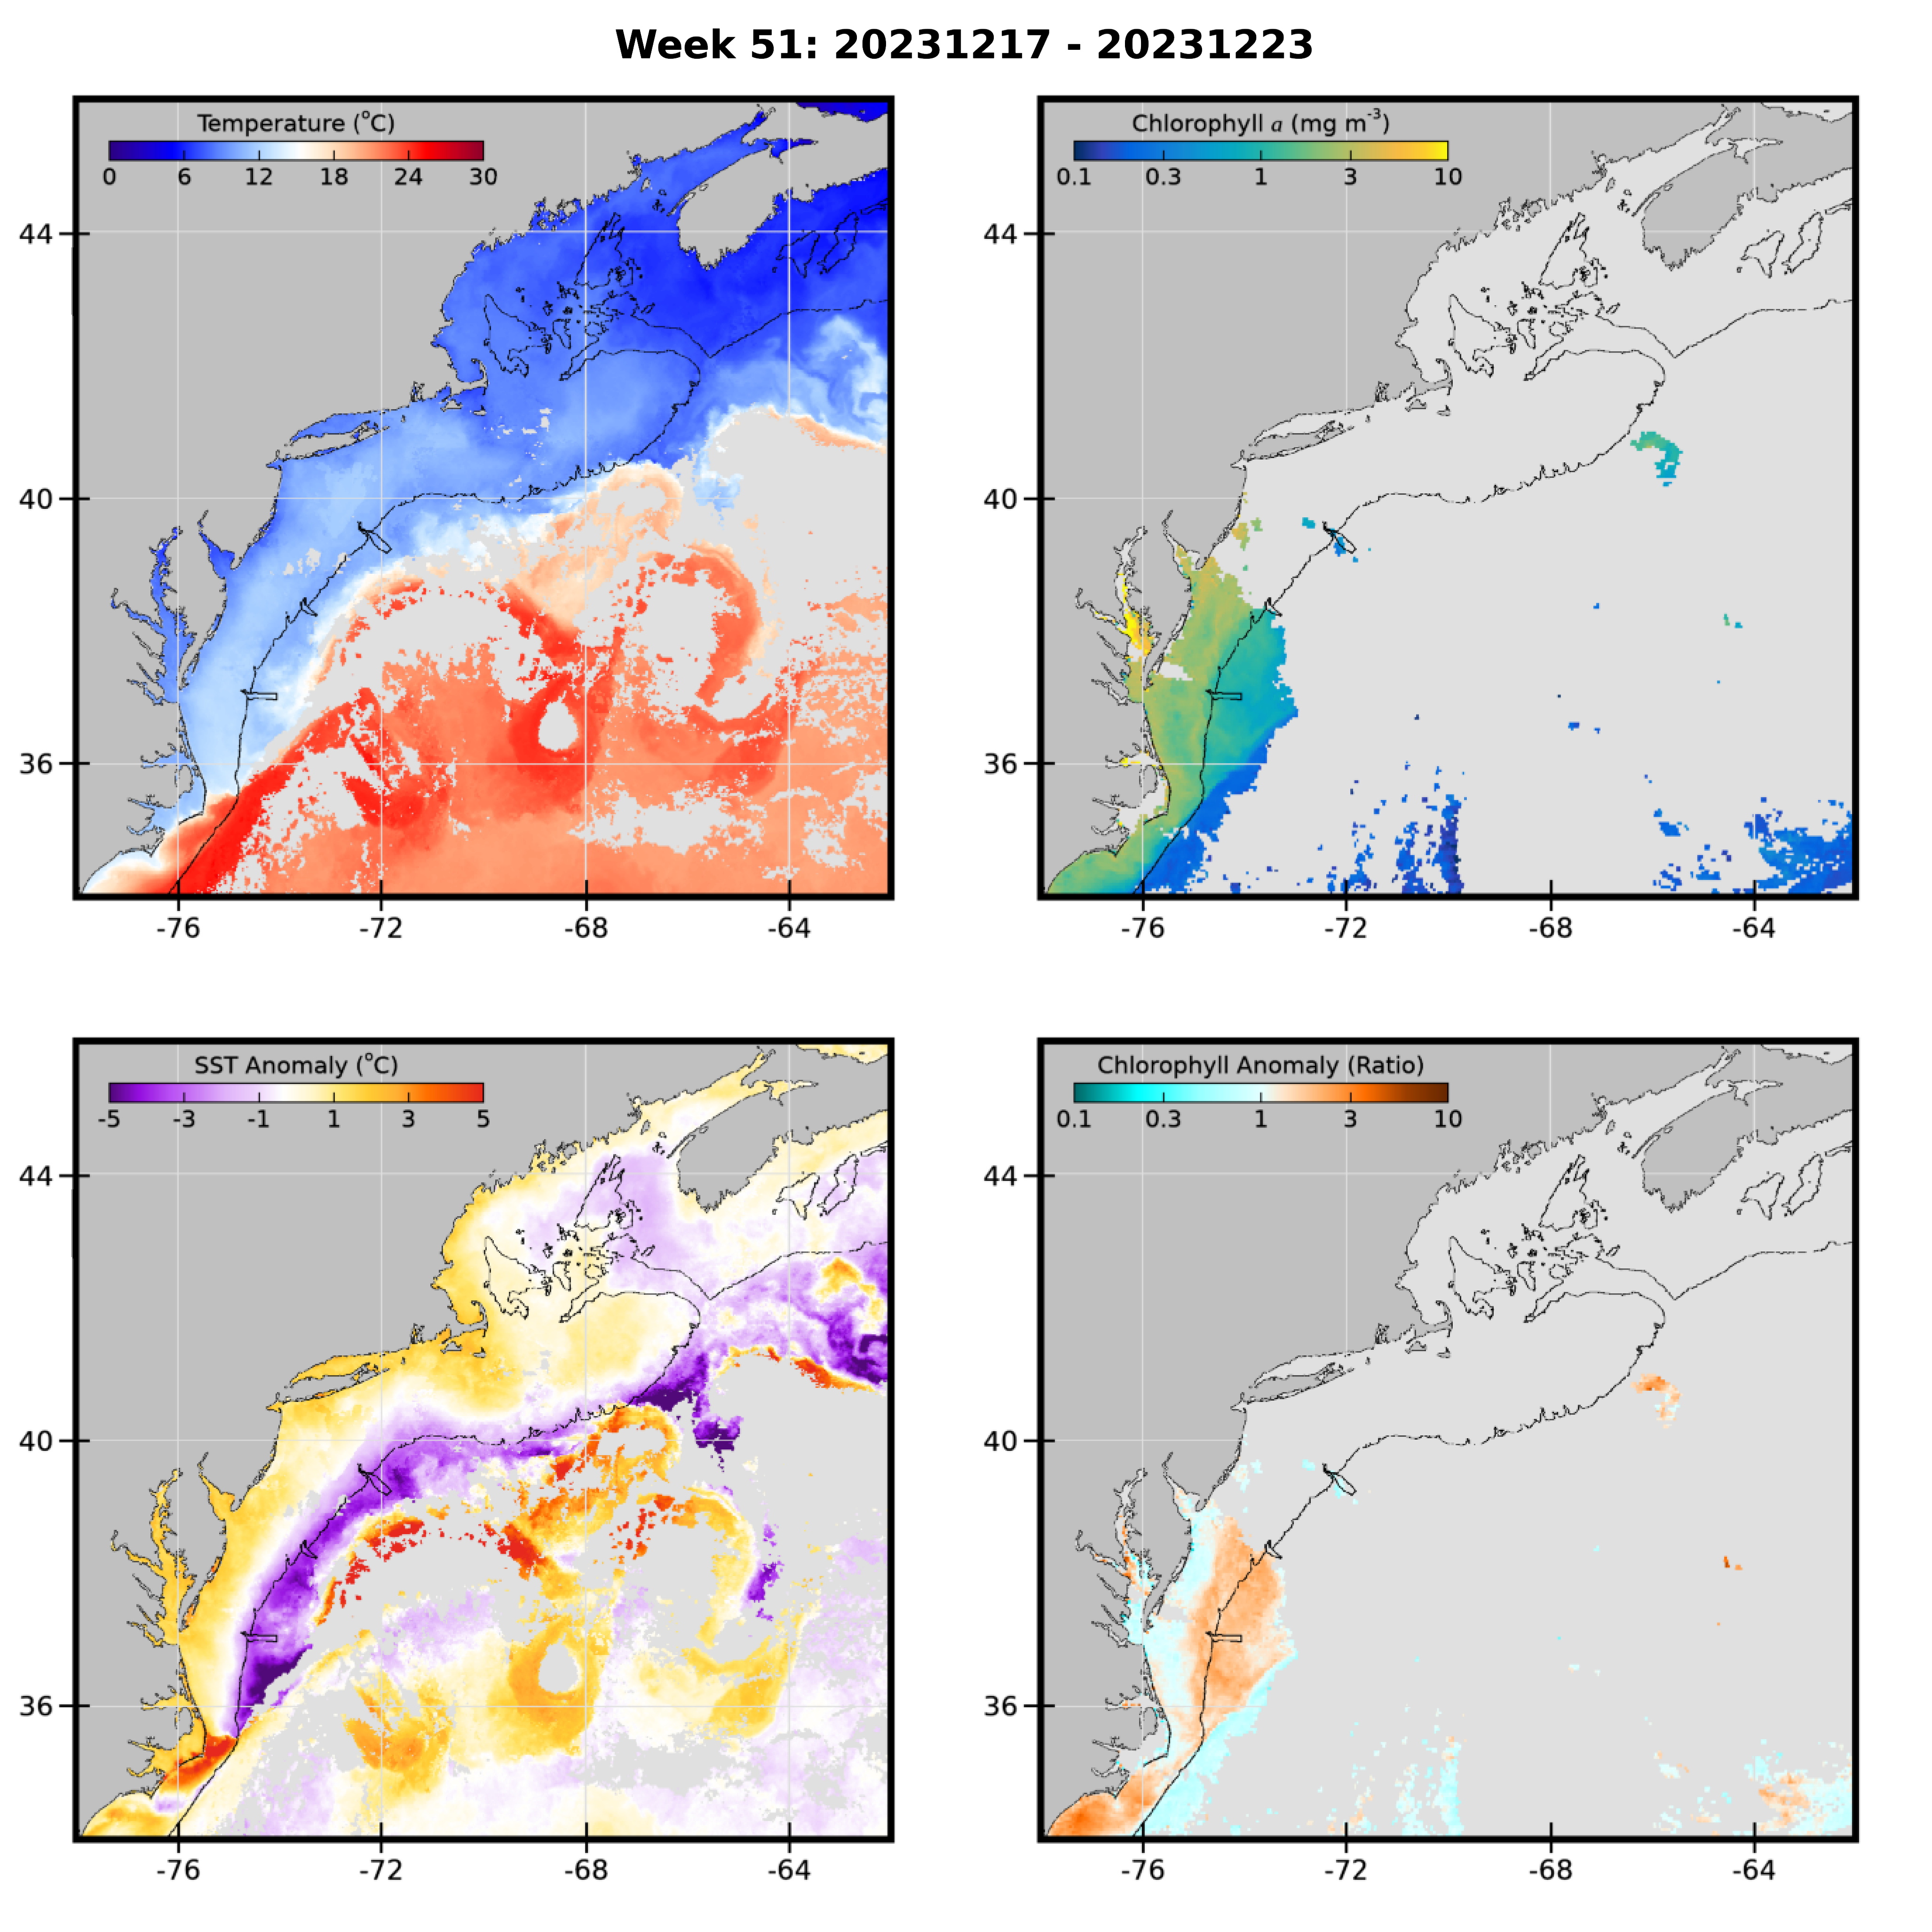 Week 51: 20231217 - 20231223
Temperature (°C)
0 6 12 18 24 30
44
40
36
-76 -72 -68 -64
Chlorophyll a (mg m-3)
0.1 0.3 1 3 10
44
40
36
-76 -72 -68 -64
SST Anomaly (°C)
-5 -3 -1 1 3 5
44
40
36
-76 -72 -68 -64
Chlorophyll Anomaly (Ratio)
0.1 0.3 1 3 10
44
40
36
-76 -72 -68 -64